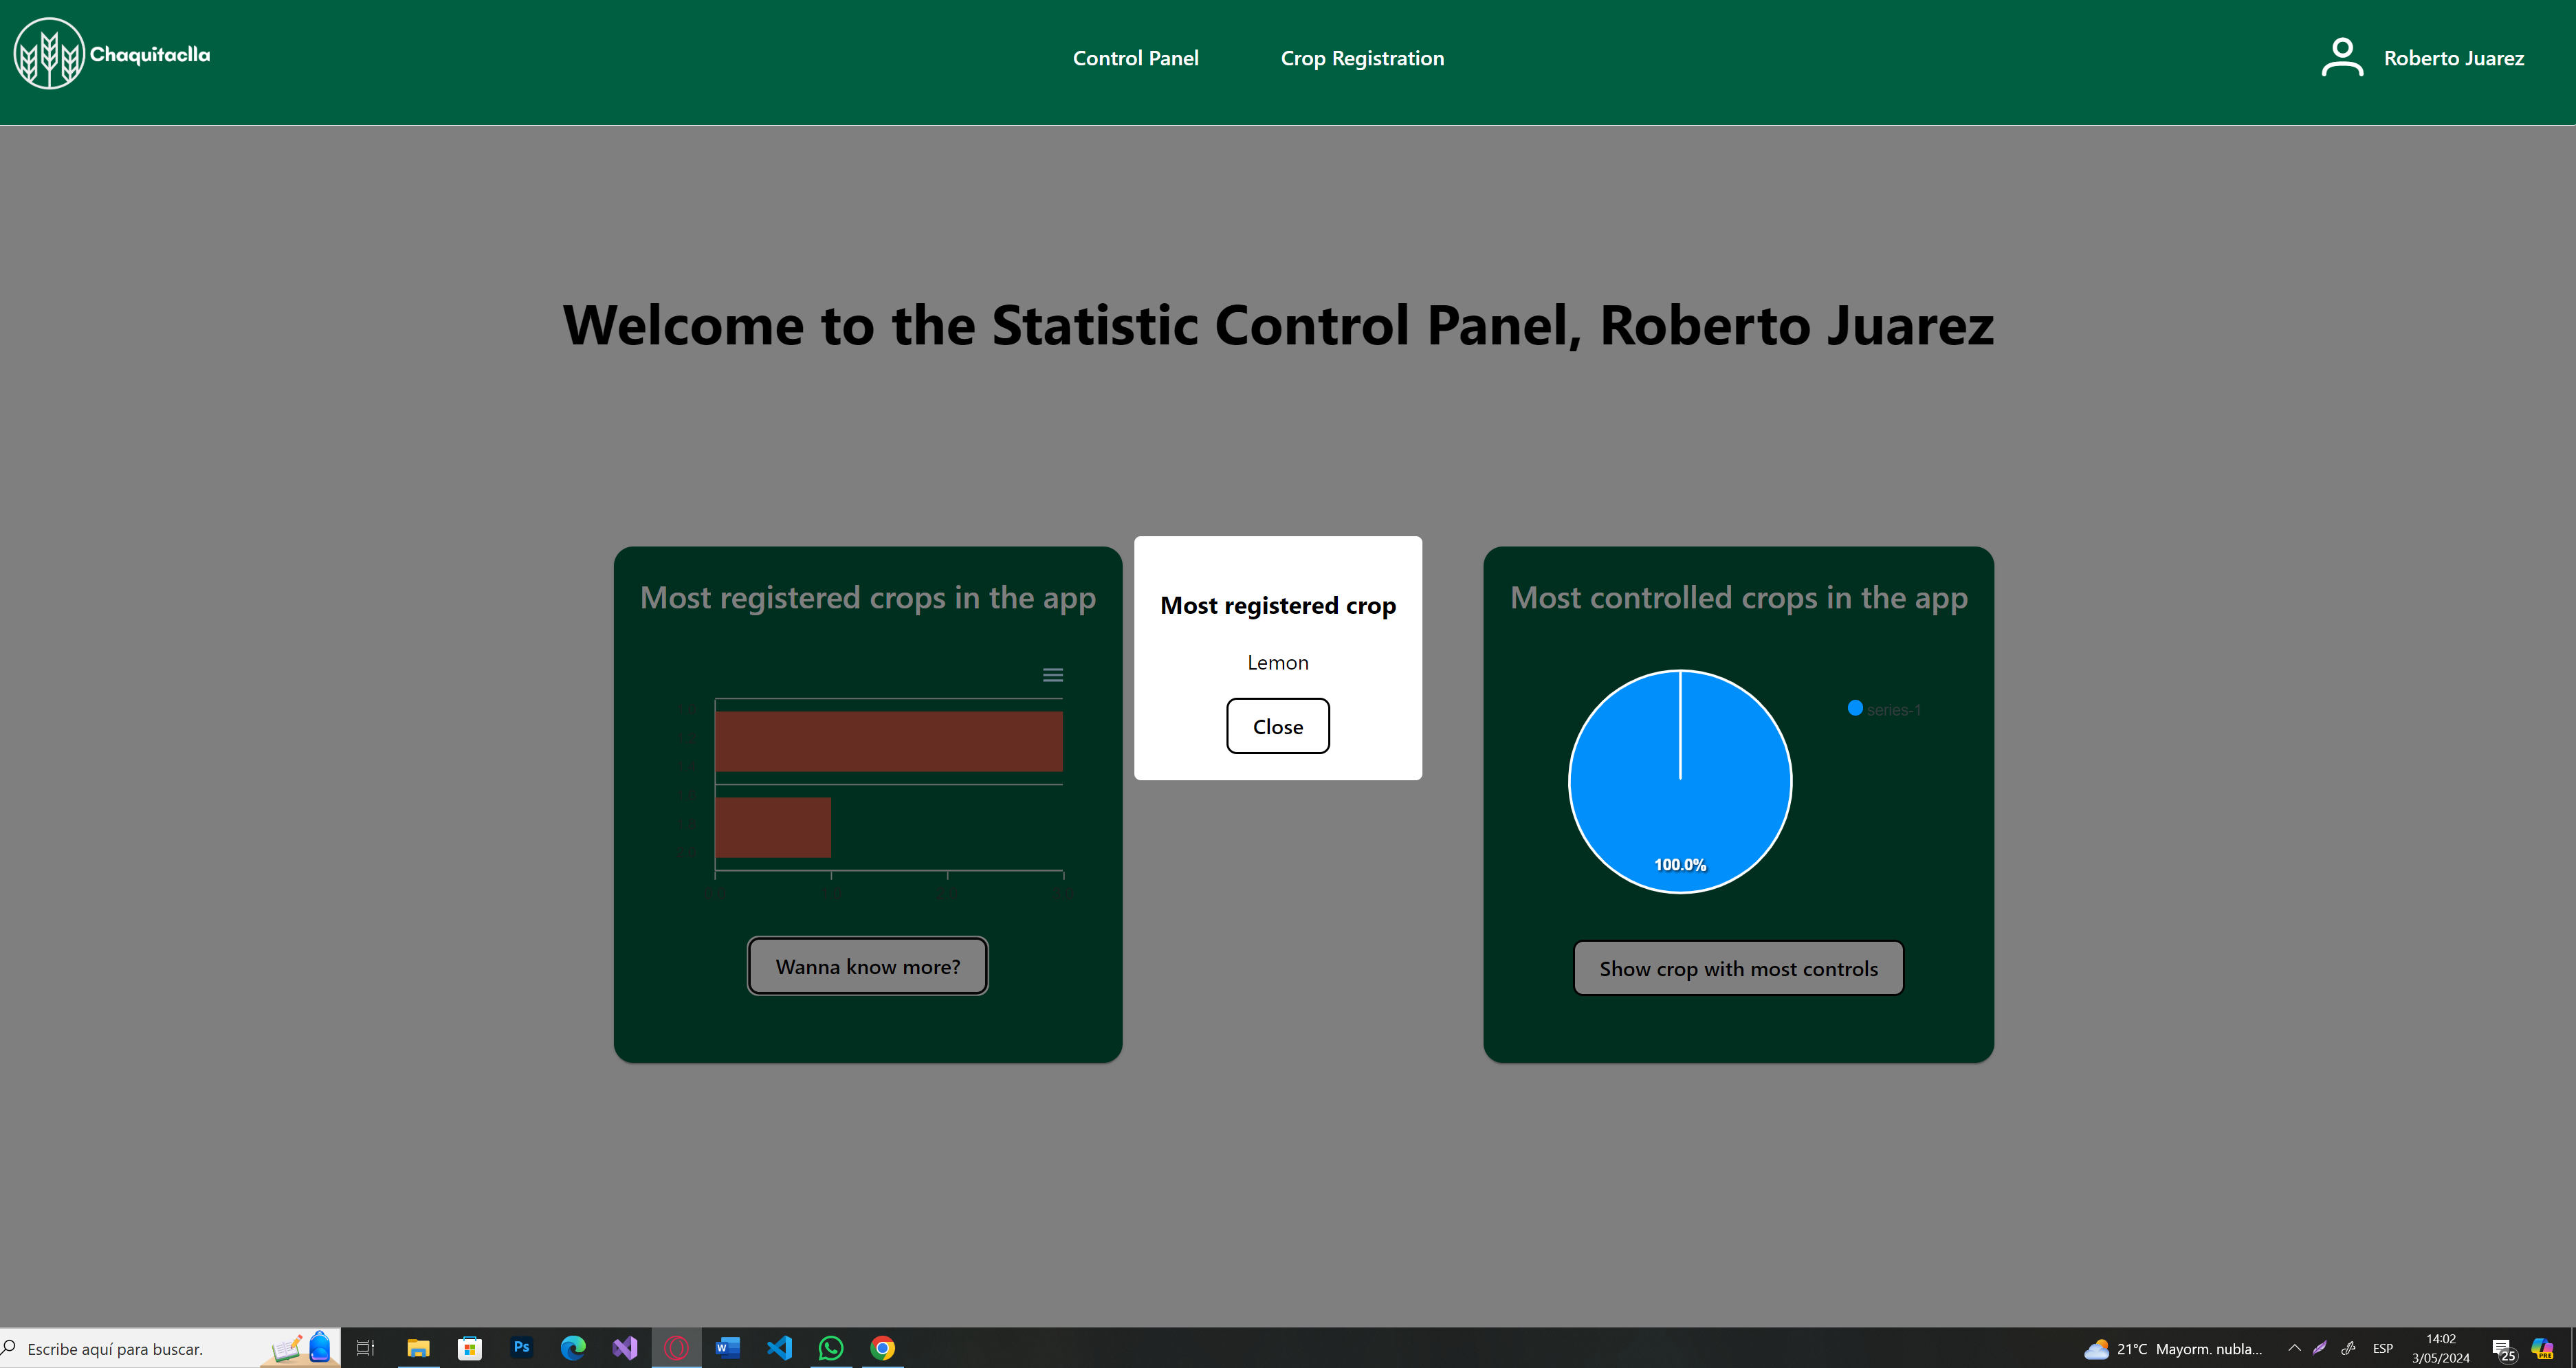 Chaquitaclla
Control Panel
Crop Registration
Roberto Juarez
Welcome to the Statistic Control Panel, Roberto Juarez
Most registered crops in the app
Wanna know more?
Most registered crop
Lemon
Close
Most controlled crops in the app
series-1
100.0%
Show crop with most controls
Escribe aquí para buscar.
Ps
W
21°C Mayorm. nubla...
ESP
14:02
3/05/2024
25
PRE